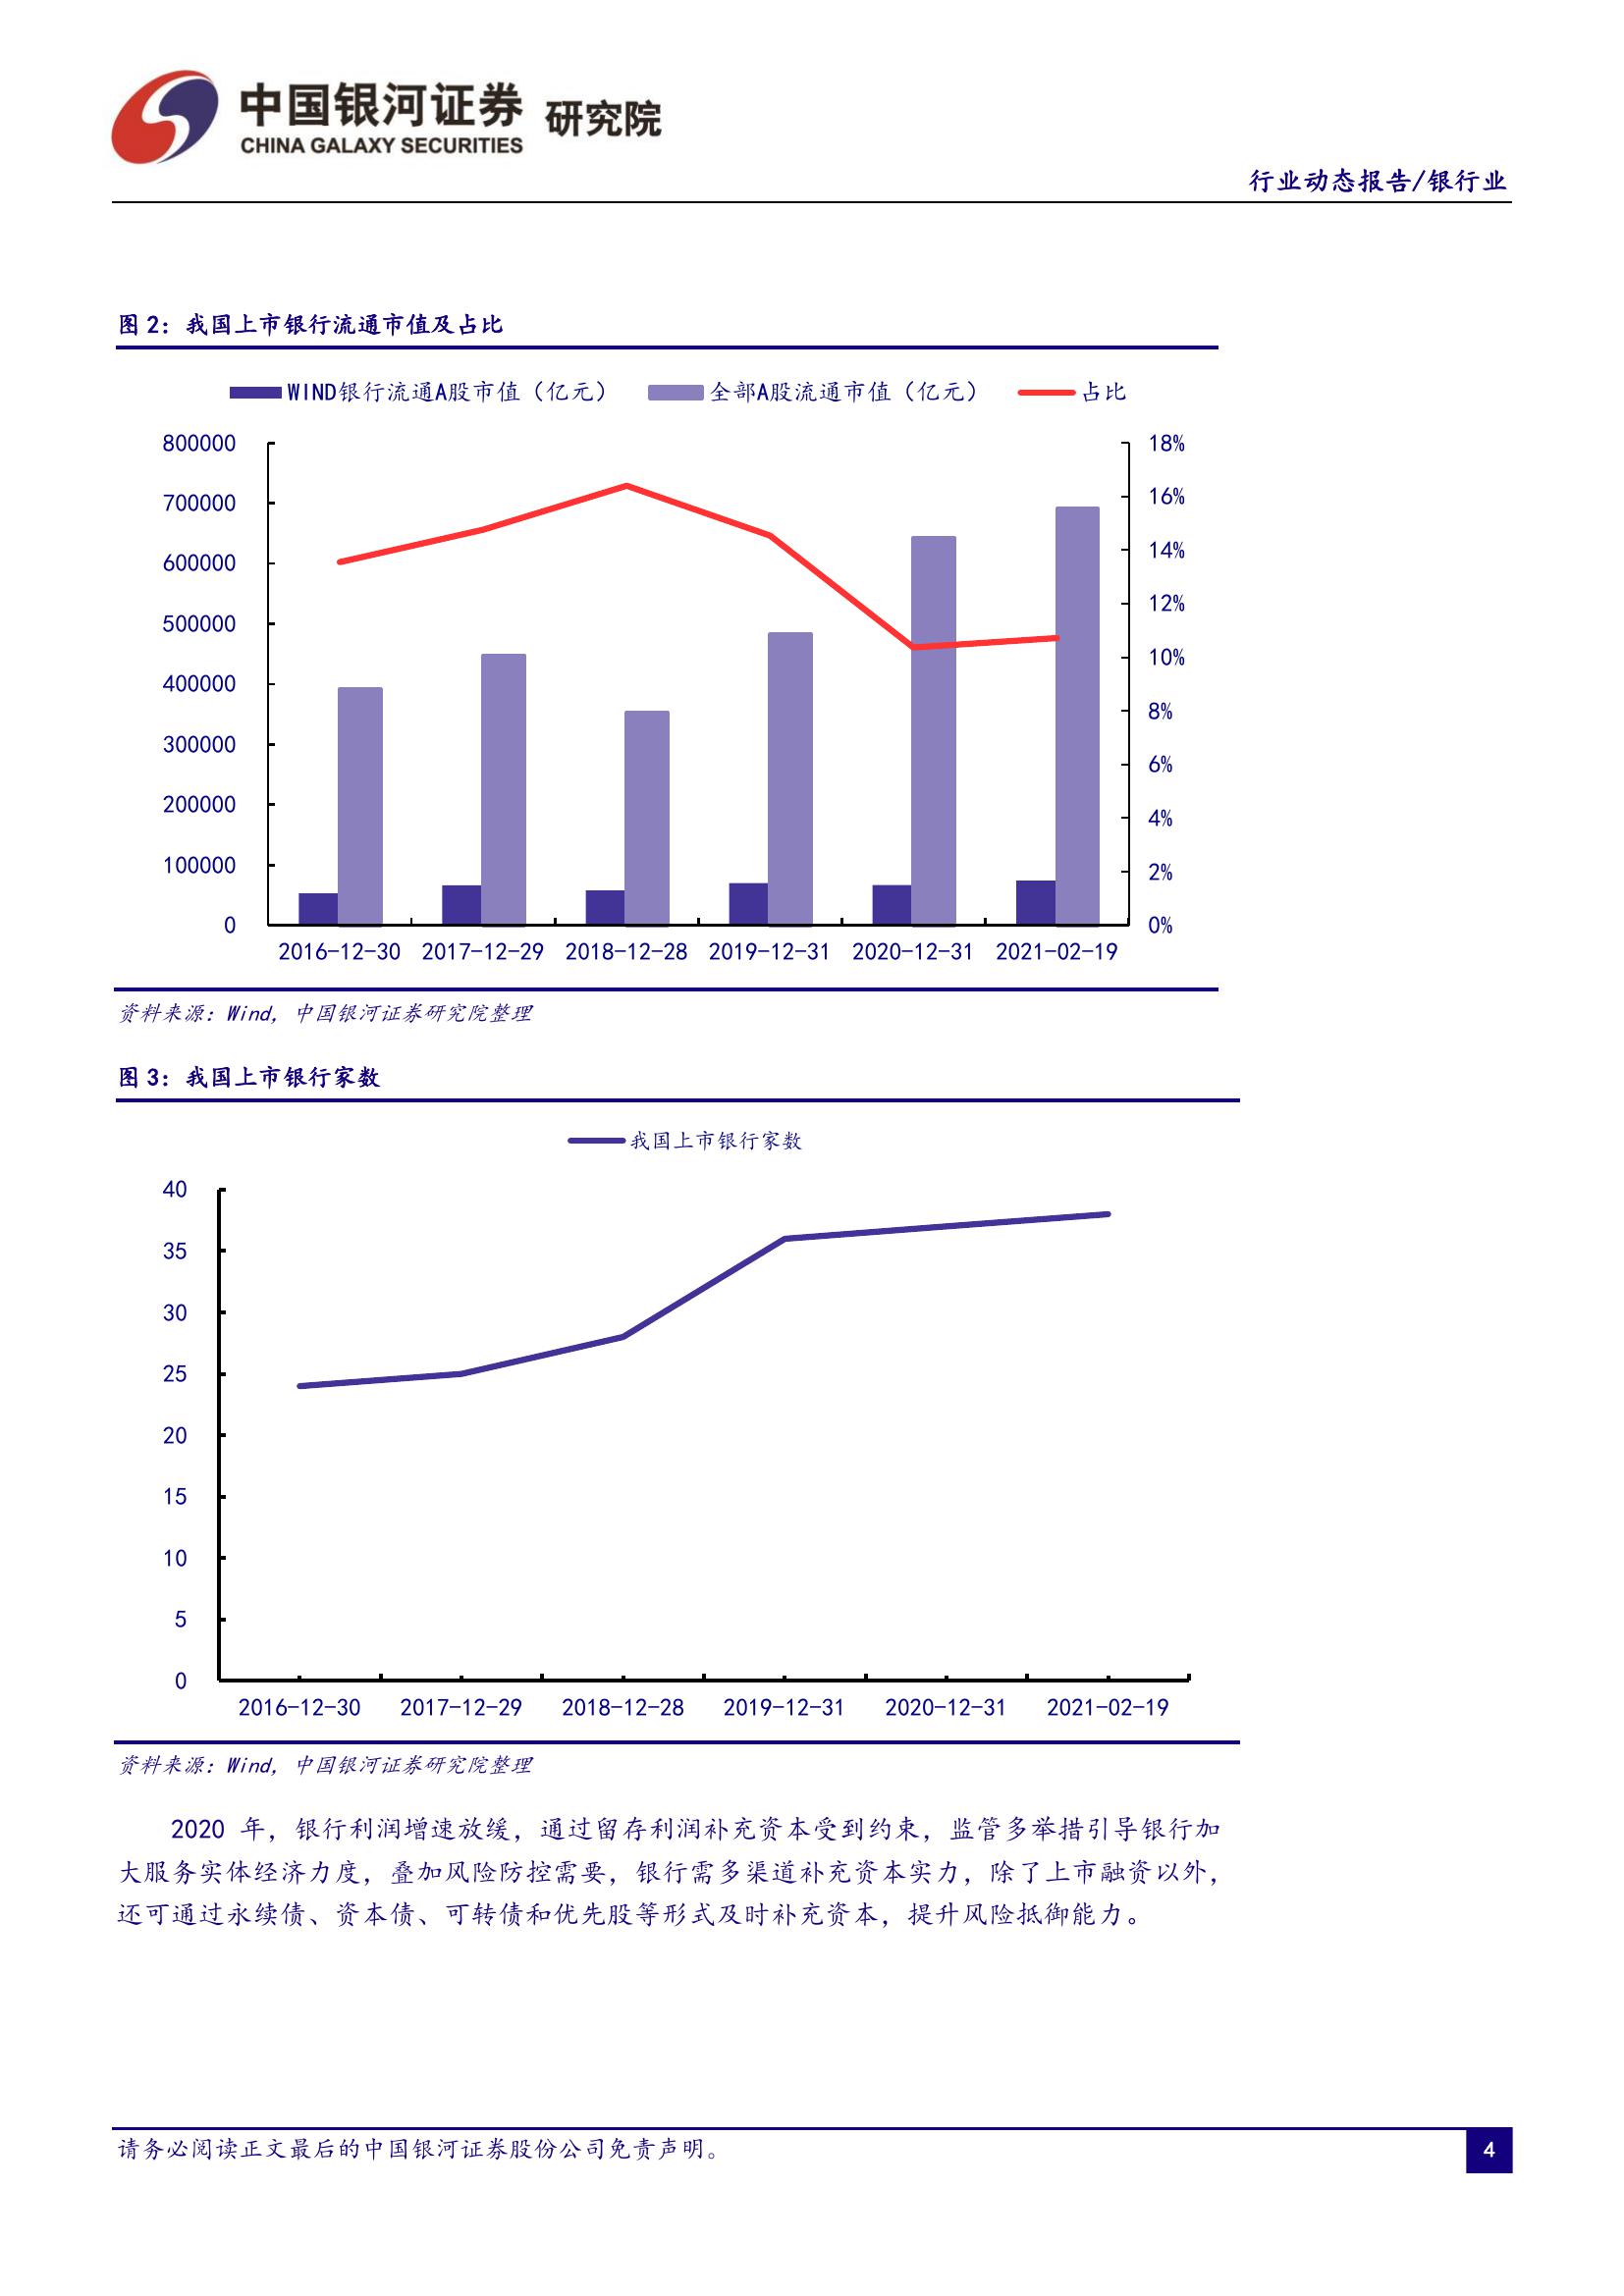 中国银河证券 研究院
CHINA GALAXY SECURITIES
行业动态报告/银行业
图 2：我国上市银行流通市值及占比
WIND银行流通A股市值（亿元） 全部A股流通市值（亿元） 占比
800000 18%
700000 16%
600000 14%
500000 12%
400000 10%
300000 8%
200000 6%
100000 4%
0 2%
0%
2016-12-30 2017-12-29 2018-12-28 2019-12-31 2020-12-31 2021-02-19
资料来源：Wind，中国银河证券研究院整理
图 3：我国上市银行家数
我国上市银行家数
40
35
30
25
20
15
10
5
0
2016-12-30 2017-12-29 2018-12-28 2019-12-31 2020-12-31 2021-02-19
资料来源：Wind，中国银河证券研究院整理
2020 年，银行利润增速放缓，通过留存利润补充资本受到约束，监管多举措引导银行加
大服务实体经济力度，叠加风险防控需要，银行需多渠道补充资本实力，除了上市融资以外，
还可通过永续债、资本债、可转债和优先股等形式及时补充资本，提升风险抵御能力。
请务必阅读正文最后的中国银河证券股份公司免责声明。
4